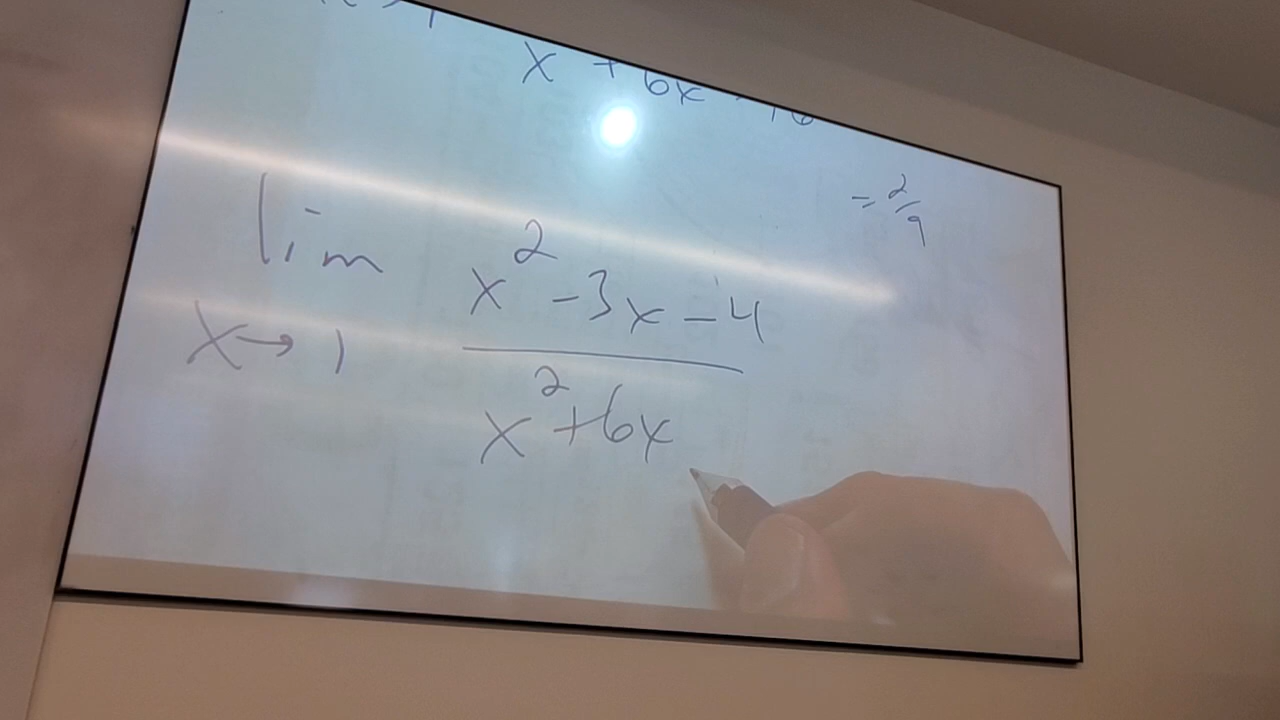 x + 6x
= 2/9
lim x² - 3x - 4
x→1 x² + 6x